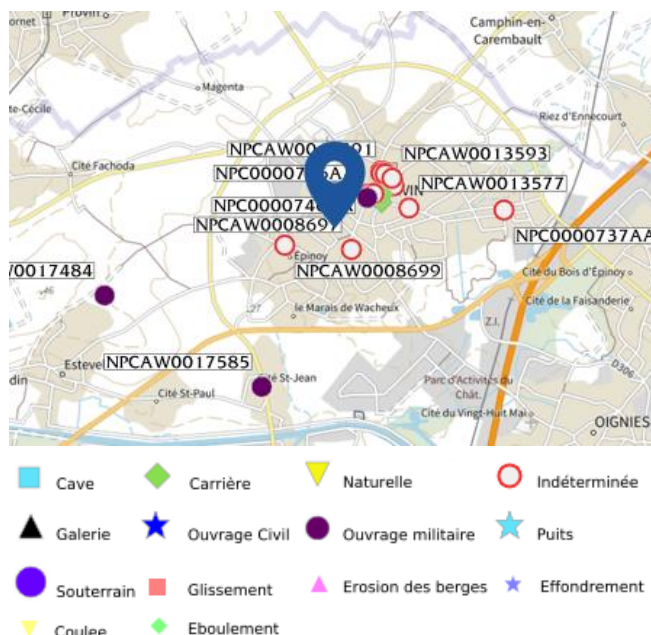 Provin
Camphin-en-
Carembault
Magenta
Riez d'Ennecourt
Cité Fachoda
NPCAW0013593
NPCAW0013577
NPCAW0008697
NPC0000737AA
Epinoy
NPCAW0008699
Cité du Bois d'Epinoy
W0017484
le Marais de Wacheux
Cité de la Faisanderie
Z.I.
NPCAW0017585
Cité St-Jean
Cité St-Paul
Parc d'Activités du
Chât.
D306
Cité du Vingt-Huit Mai
OIGNIES
Cave
Carrière
Naturelle
Indéterminée
Galerie
Ouvrage Civil
Ouvrage militaire
Puits
Souterrain
Glissement
Erosion des berges
Effondrement
Coulee
Eboulement